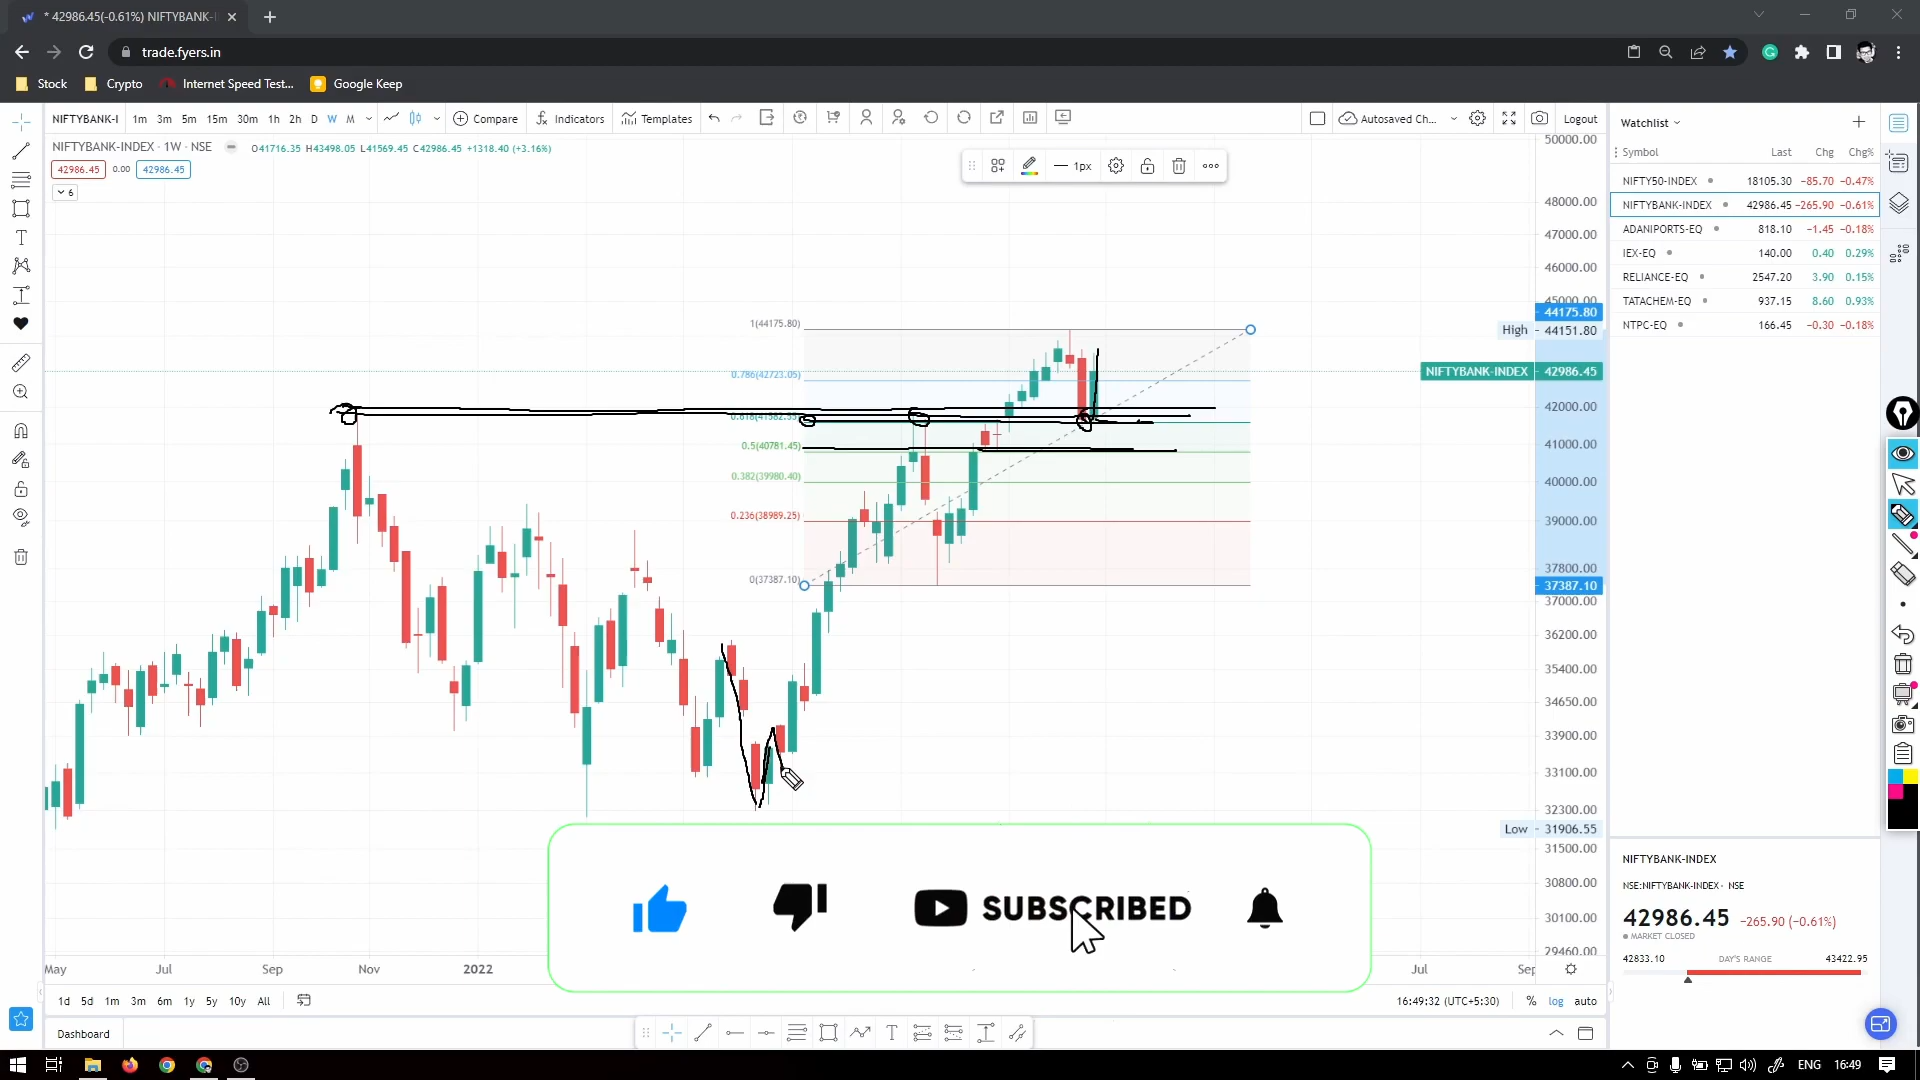 * 42986.45(-0.61%) NIFTYBANK-I
trade.fyers.in
Stock Crypto Internet Speed Test... Google Keep
NIFTYBANK-I 1m 3m 5m 15m 30m 1h 2h D W M Compare Indicators Templates Autosaved Ch... Logout
NIFTYBANK-INDEX · 1W · NSE O41716.35 H43498.05 L41569.45 C42986.45 +1318.40 (+3.16%)
42986.45 0.00 42986.45
6
1px
Watchlist
Symbol Last Chg Chg%
NIFTY50-INDEX 18105.30 −85.70 −0.47%
NIFTYBANK-INDEX 42986.45 −265.90 −0.61%
ADANIPORTS-EQ 818.10 −1.45 −0.18%
IEX-EQ 140.00 0.40 0.29%
RELIANCE-EQ 2547.20 3.90 0.15%
TATACHEM-EQ 937.15 8.60 0.93%
NTPC-EQ 166.45 −0.30 −0.18%
50000.00
48000.00
47000.00
46000.00
45000.00
44175.80
High 44151.80
NIFTYBANK-INDEX 42986.45
42000.00
41000.00
40000.00
39000.00
37800.00
37387.10
37000.00
36200.00
35400.00
34650.00
33900.00
33100.00
32300.00
Low 31906.55
31500.00
30800.00
30100.00
29460.00
1(44175.80)
0.786(42723.05)
0.618(41582.35)
0.5(40781.45)
0.382(39980.40)
0.236(38989.25)
0(37387.10)
SUBSCRIBED
May Jul Sep Nov 2022 Jul Sep
1d 5d 1m 3m 6m 1y 5y 10y All 16:49:32 (UTC+5:30) % log auto
Dashboard
NIFTYBANK-INDEX
NSE:NIFTYBANK-INDEX · NSE
42986.45 −265.90 (−0.61%)
MARKET CLOSED
42833.10 DAY'S RANGE 43422.95
ENG 16:49